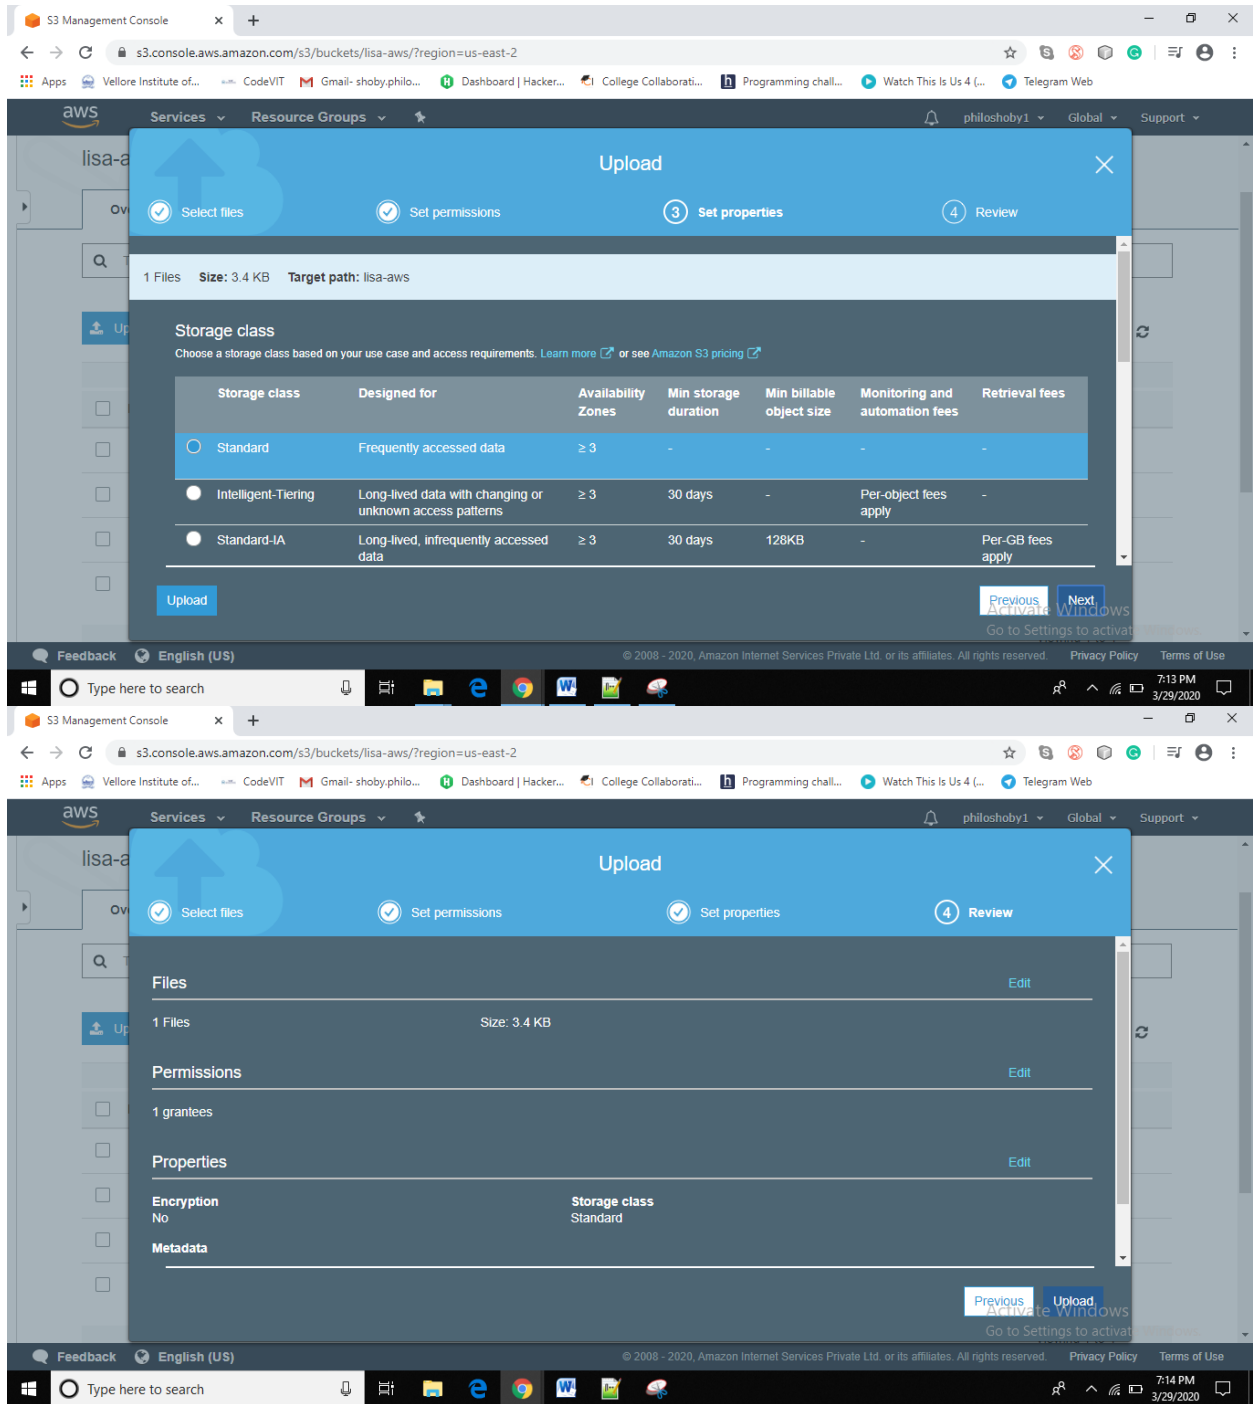 S3 Management Console
s3.console.aws.amazon.com/s3/buckets/lisa-aws/?region=us-east-2
Apps Vellore Institute of... CodeVIT Gmail- shoby.philo... Dashboard | Hacker... College Collaborati... Programming chall... Watch This Is Us 4 (... Telegram Web
aws Services Resource Groups philoshoby1 Global Support
lisa-a
Upload
Ov
Select files Set permissions 3 Set properties 4 Review
1 Files Size: 3.4 KB Target path: lisa-aws
Up
Storage class
Choose a storage class based on your use case and access requirements. Learn more or see Amazon S3 pricing
Storage class Designed for Availability Zones Min storage duration Min billable object size Monitoring and automation fees Retrieval fees
Standard Frequently accessed data ≥ 3 - - - -
Intelligent-Tiering Long-lived data with changing or unknown access patterns ≥ 3 30 days - Per-object fees apply -
Standard-IA Long-lived, infrequently accessed data ≥ 3 30 days 128KB - Per-GB fees apply
Upload Previous Next
Activate Windows
Go to Settings to activat
Feedback English (US) © 2008 - 2020, Amazon Internet Services Private Ltd. or its affiliates. All rights reserved. Privacy Policy Terms of Use
Type here to search 7:13 PM
3/29/2020
S3 Management Console
s3.console.aws.amazon.com/s3/buckets/lisa-aws/?region=us-east-2
Apps Vellore Institute of... CodeVIT Gmail- shoby.philo... Dashboard | Hacker... College Collaborati... Programming chall... Watch This Is Us 4 (... Telegram Web
aws Services Resource Groups philoshoby1 Global Support
lisa-a
Upload
Ov
Select files Set permissions Set properties 4 Review
Files Edit
1 Files Size: 3.4 KB
Up
Permissions Edit
1 grantees
Properties Edit
Encryption Storage class
No Standard
Metadata
Previous Upload
Activate Windows
Go to Settings to activat
Feedback English (US) © 2008 - 2020, Amazon Internet Services Private Ltd. or its affiliates. All rights reserved. Privacy Policy Terms of Use
Type here to search 7:14 PM
3/29/2020